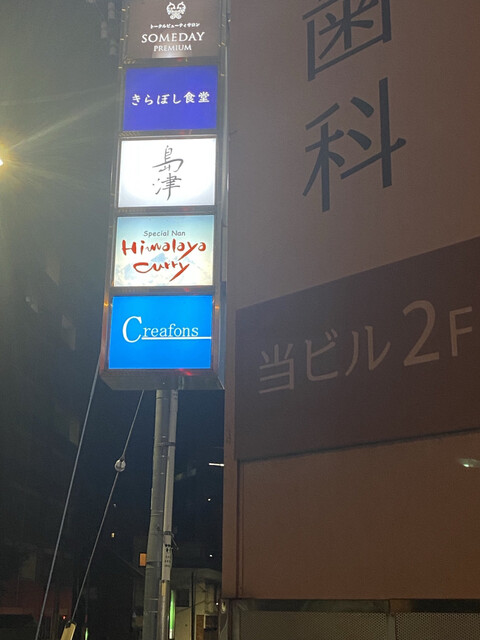 トータルビューティサロン
SOMEDAY
PREMIUM
きらぼし食堂
島津
Special Nan
Himalaya
curry
Creafons
歯科
当ビル2F